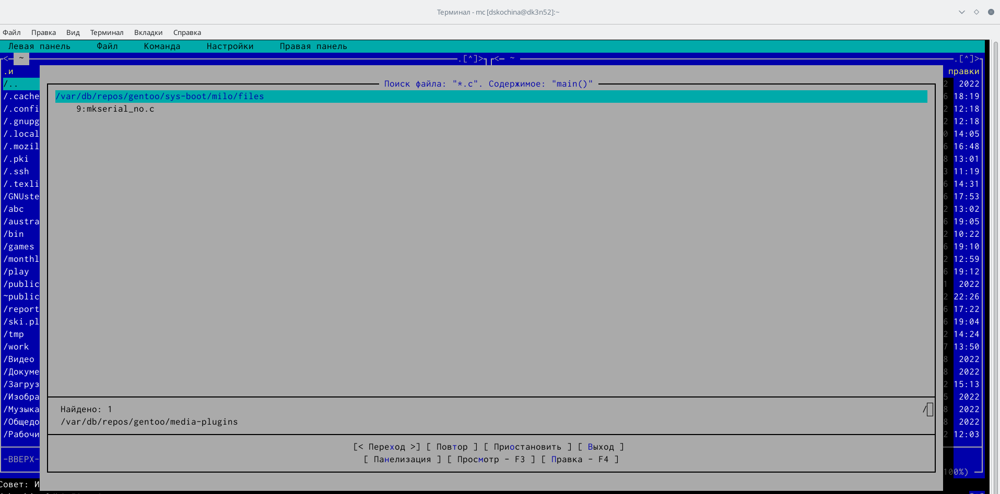 Терминал - mc [dskochina@dk3n52]:~
Файл Правка Вид Терминал Вкладки Справка
Левая панель Файл Команда Настройки Правая панель
<- ~ .[^]> <- ~ .[^]>
.и правки
/.. 2 2022
Поиск файла: "*.c". Содержимое: "main()"
/.cache /var/db/repos/gentoo/sys-boot/milo/files 6 18:19
/.confi 9:mkserial_no.c 2 12:18
/.gnupg 2 12:18
/.local 0 14:05
/.mozil 6 16:48
/.pki 8 13:01
/.ssh 3 11:19
/.texli 6 14:31
/GNUste 6 17:53
/abc 2 13:02
/austra 6 19:05
/bin 2 10:22
/games 6 19:10
/monthl 2 12:59
/play 6 19:12
/public 1 2022
~public 2 22:26
/report 6 17:22
/ski.pl 6 19:04
/tmp 2 14:24
/work 7 13:50
/Видео 8 2022
/Докуме 8 2022
/Загруз 2 15:13
/Изобра 5 2022
/Музыка Найдено: 1 / 8 2022
/Общедо /var/db/repos/gentoo/media-plugins 8 2022
/Рабочи 2 12:03
[< Переход >] [ Повтор ] [ Приостановить ] [ Выход ]
-ВВЕРХ- [ Панелизация ] [ Просмотр - F3 ] [ Правка - F4 ]
100%)
Совет: И